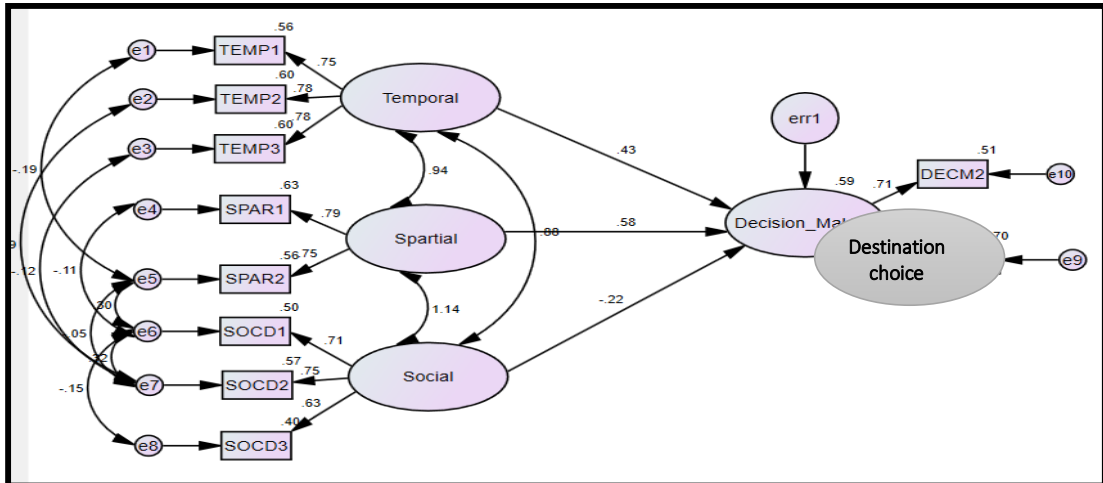 .56
e1
TEMP1
.75
.60
e2
TEMP2
.78
Temporal
.60
.78
e3
TEMP3
err1
.43
.51
DECM2
e10
.59
.71
.94
-.19
.63
e4
SPAR1
.79
Spartial
.88
.58
Decision_Ma
Destination
choice
.70
e9
9
-.12
-.11
.56
.75
e5
SPAR2
.30
1.14
-.22
.50
e6
SOCD1
.71
.05
.32
.57
e7
SOCD2
.75
Social
-.15
.63
.40
e8
SOCD3